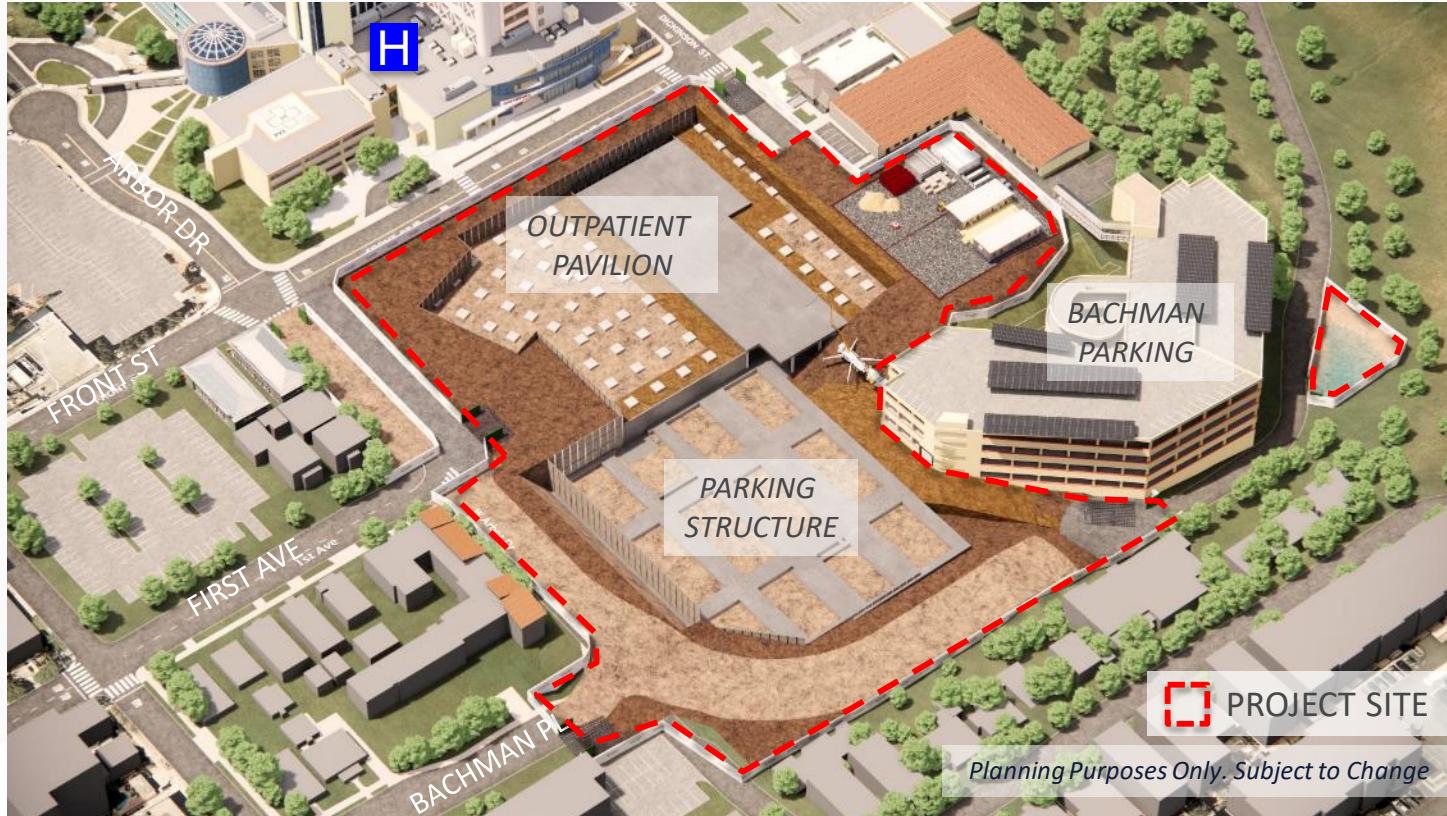 H
DICKINSON ST.
ARBOR DR
OUTPATIENT
PAVILION
BACHMAN
PARKING
FRONT ST
PARKING
STRUCTURE
FIRST AVE
1st Ave
BACHMAN PL
PROJECT SITE
Planning Purposes Only. Subject to Change